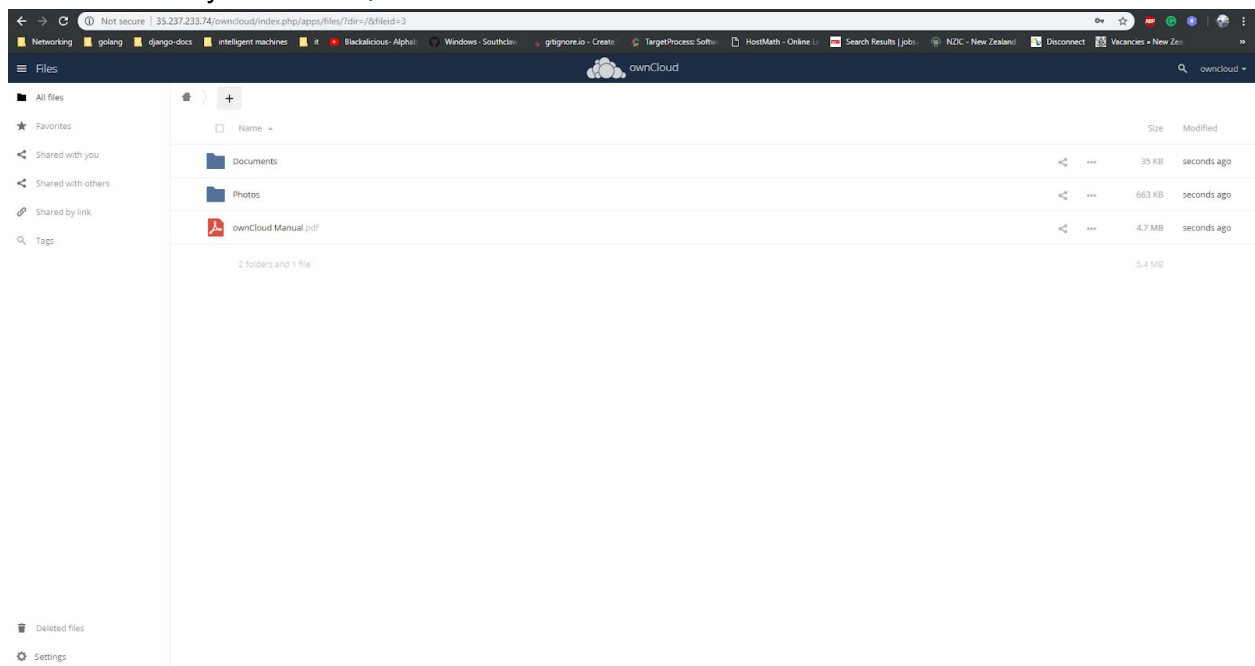 Not secure | 35.237.233.74/owncloud/index.php/apps/files/?dir=/&fileid=3
Networking golang django-docs intelligent machines it Blackalicious- Alphab Windows - Southclaw gitignore.io - Create TargetProcess: Softw HostMath - Online La Search Results | jobs. NZIC - New Zealand Disconnect Vacancies » New Zea »
Files ownCloud owncloud
All files +
Favorites Name Size Modified
Shared with you Documents 35 KB seconds ago
Shared with others Photos 663 KB seconds ago
Shared by link ownCloud Manual.pdf 4.7 MB seconds ago
Tags
2 folders and 1 file 5.4 MB
Deleted files
Settings